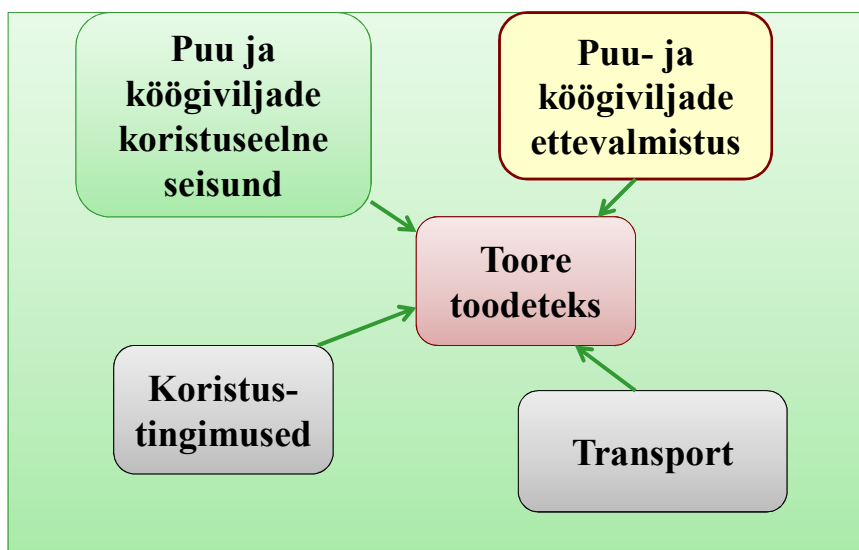 Puu ja
köögiviljade
koristuseelne
seisund
Puu- ja
köögiviljade
ettevalmistus
Toore
toodeteks
Koristus-
tingimused
Transport